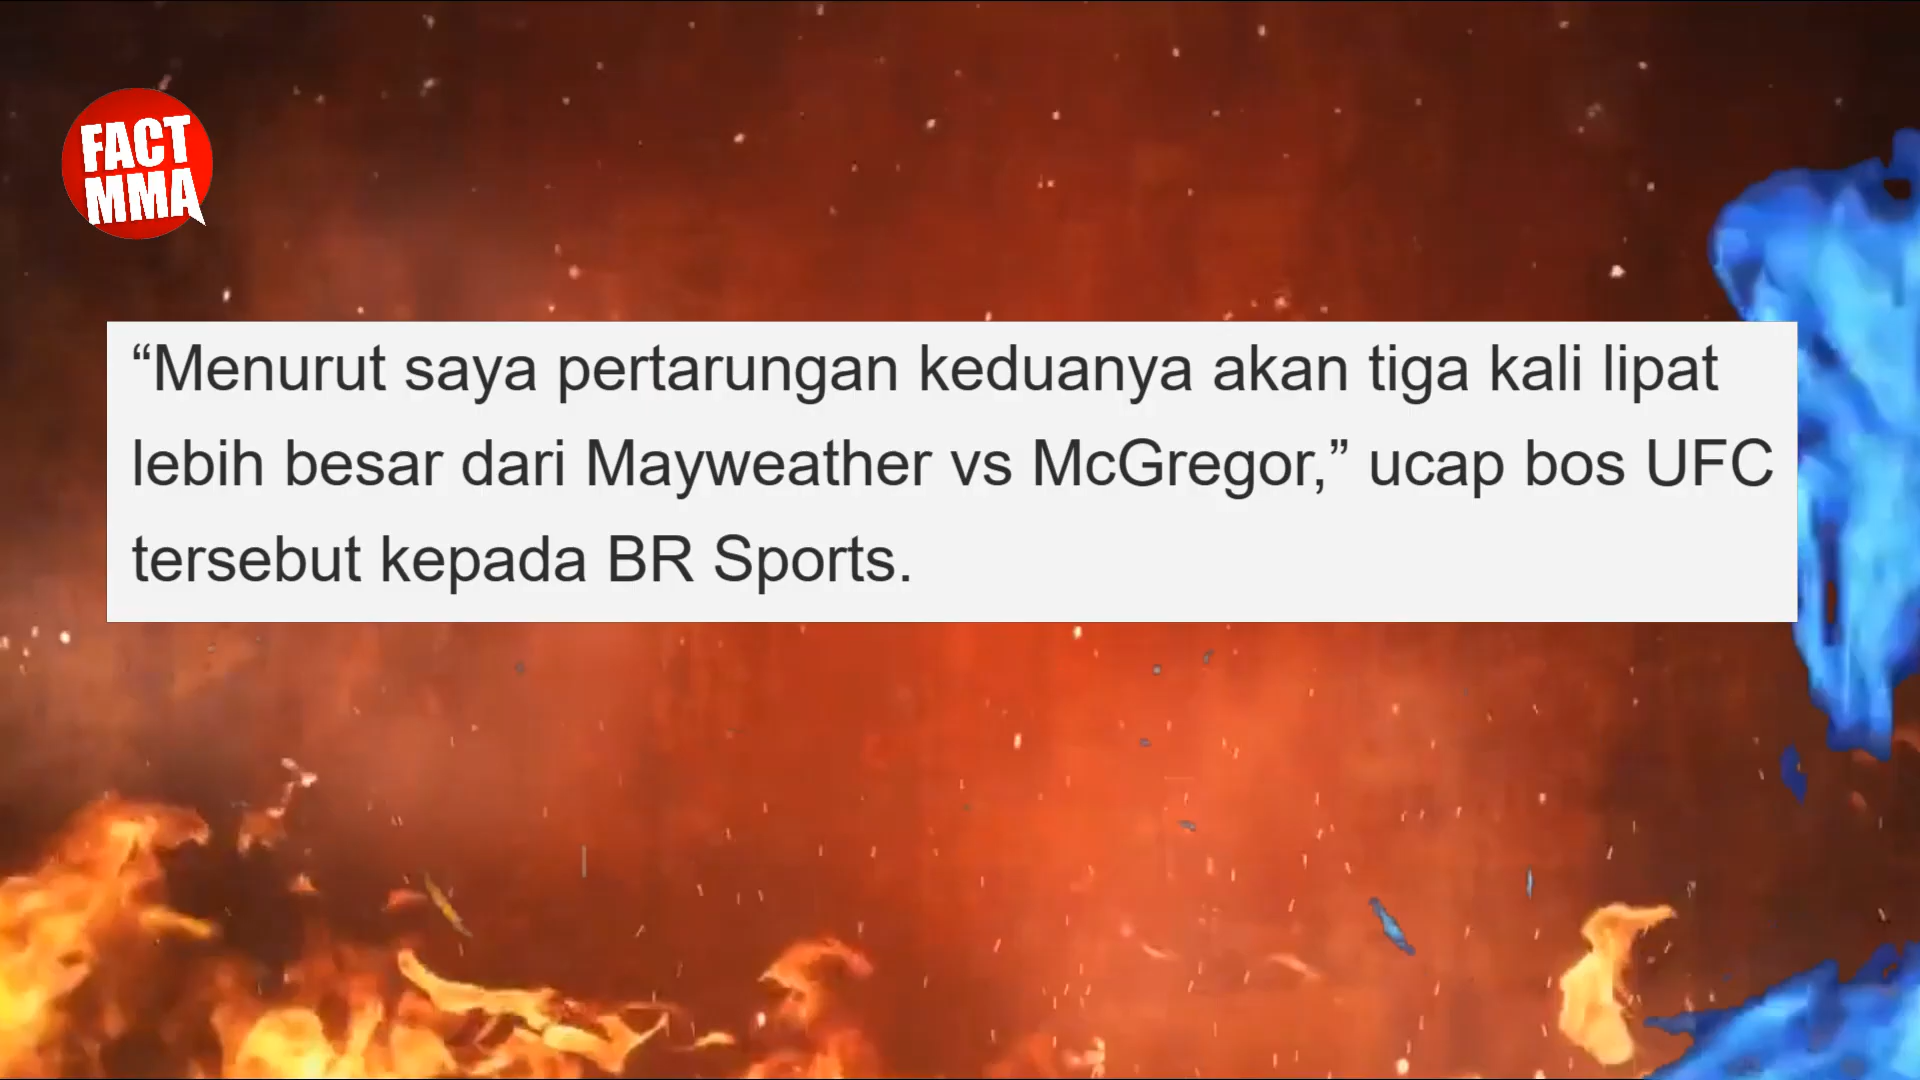 FACT
MMA
“Menurut saya pertarungan keduanya akan tiga kali lipat
lebih besar dari Mayweather vs McGregor,” ucap bos UFC
tersebut kepada BR Sports.